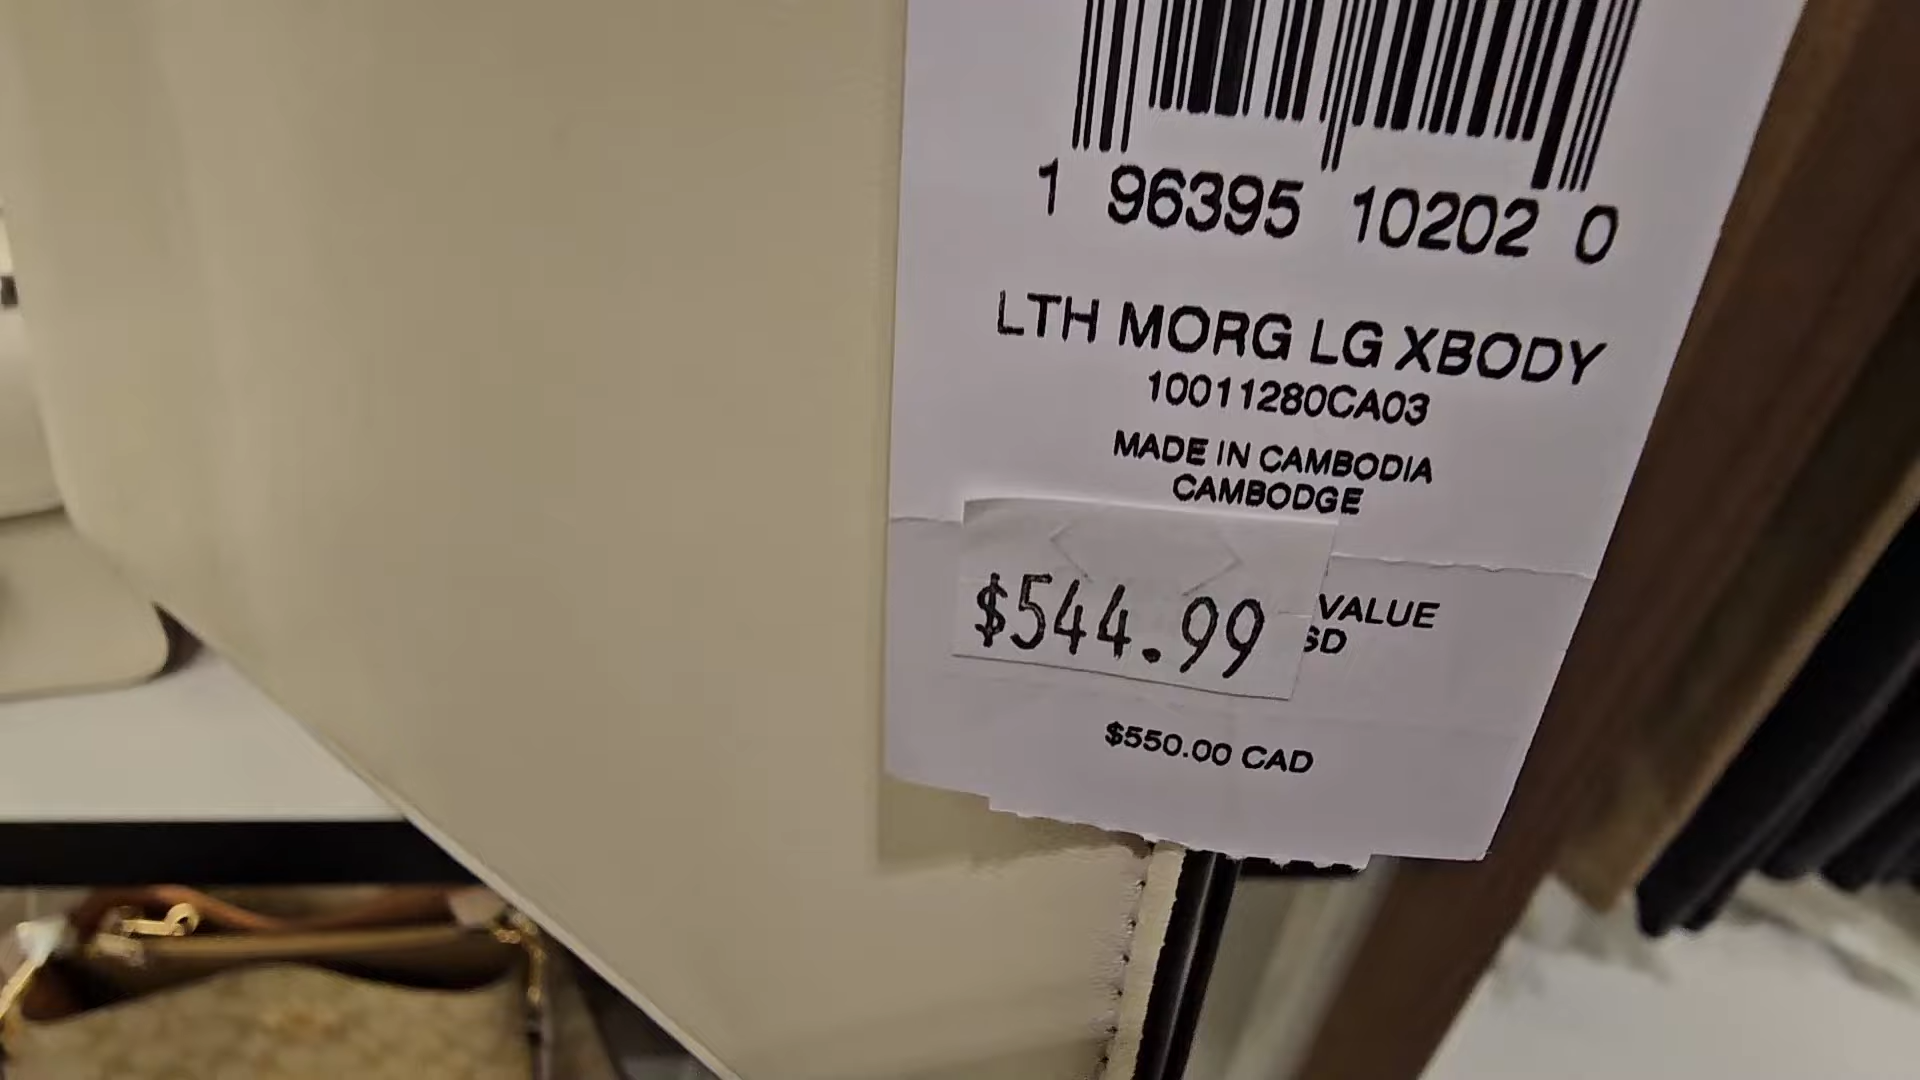 1 96395 10202 0
LTH MORG LG XBODY
10011280CA03
MADE IN CAMBODIA
CAMBODGE
VALUE
$544.99
$550.00 CAD